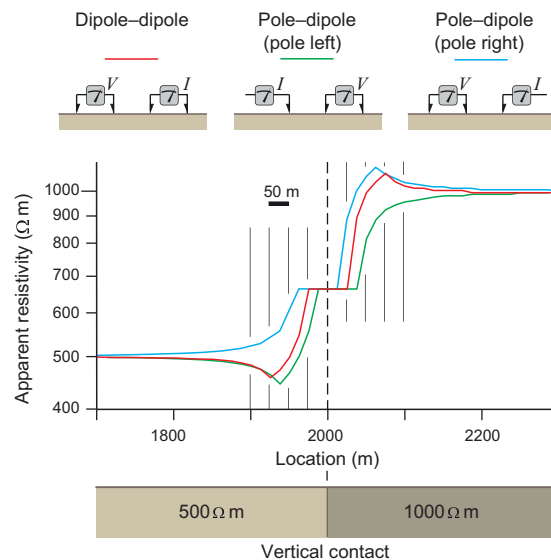 Dipole–dipole
Pole–dipole
(pole left)
Pole–dipole
(pole right)
V I
I V
V I
50 m
Apparent resistivity (Ω m)
1000
900
800
700
600
500
400
1800 2000 2200
Location (m)
500 Ω m 1000 Ω m
Vertical contact